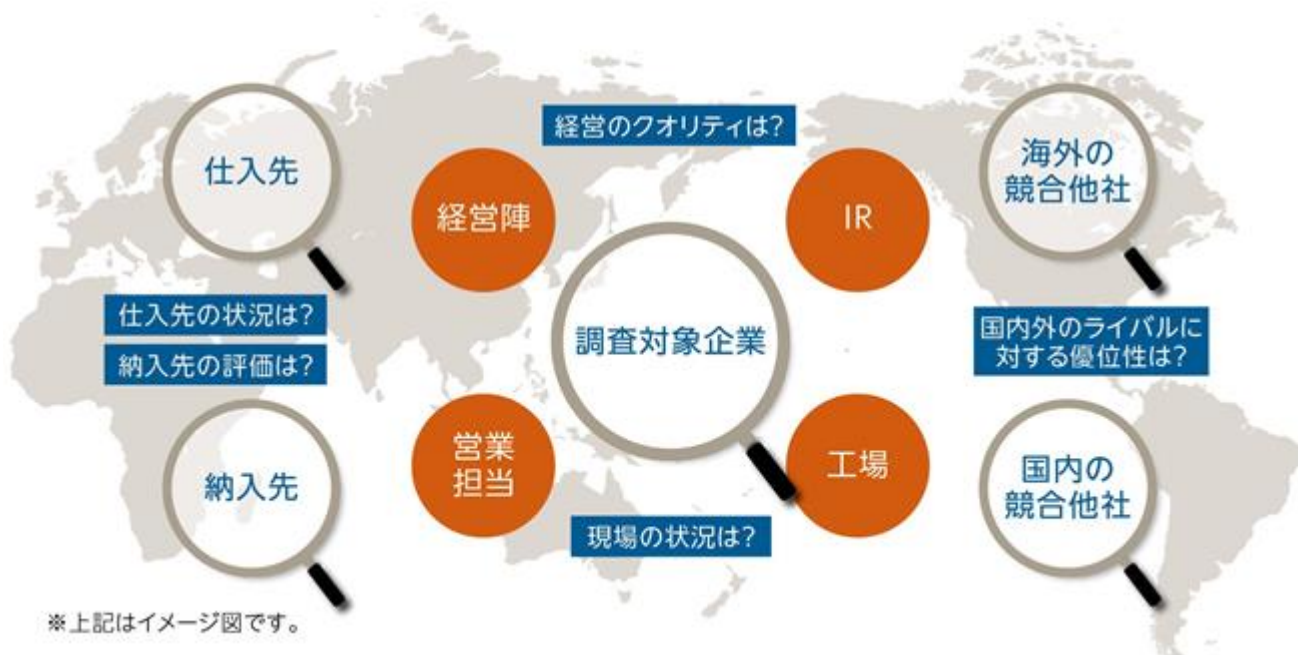 経営のクオリティは?
仕入先
経営陣
IR
海外の
競合他社
仕入先の状況は?
納入先の評価は?
調査対象企業
国内外のライバルに
対する優位性は?
納入先
営業
担当
工場
国内の
競合他社
現場の状況は?
※上記はイメージ図です。